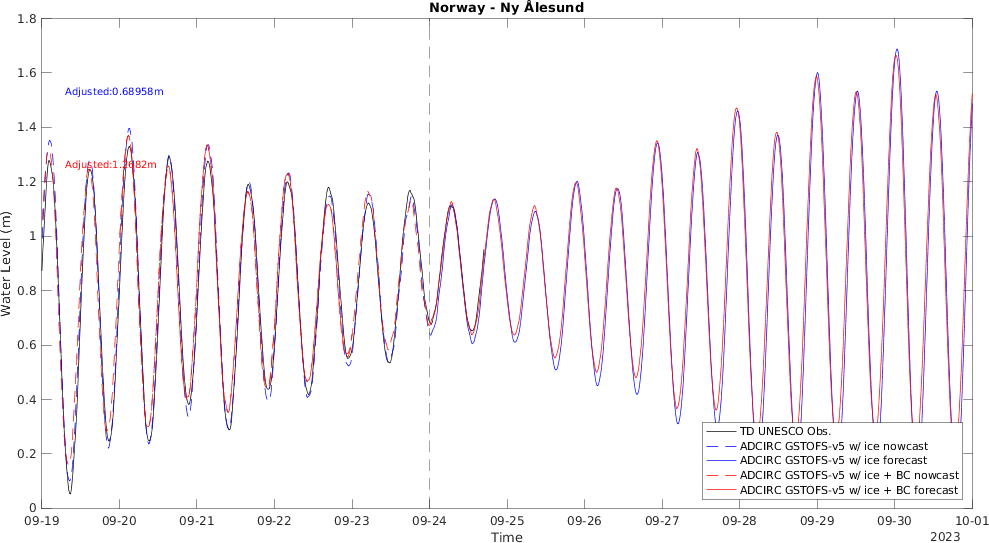 Norway - Ny Ålesund
1.8
1.6
1.4
1.2
1
0.8
0.6
0.4
0.2
0
Water Level (m)
Adjusted:0.68958m
Adjusted:1.2682m
TD UNESCO Obs.
ADCIRC GSTOFS-v5 w/ ice nowcast
ADCIRC GSTOFS-v5 w/ ice forecast
ADCIRC GSTOFS-v5 w/ ice + BC nowcast
ADCIRC GSTOFS-v5 w/ ice + BC forecast
09-19 09-20 09-21 09-22 09-23 09-24 09-25 09-26 09-27 09-28 09-29 09-30 10-01
Time
2023